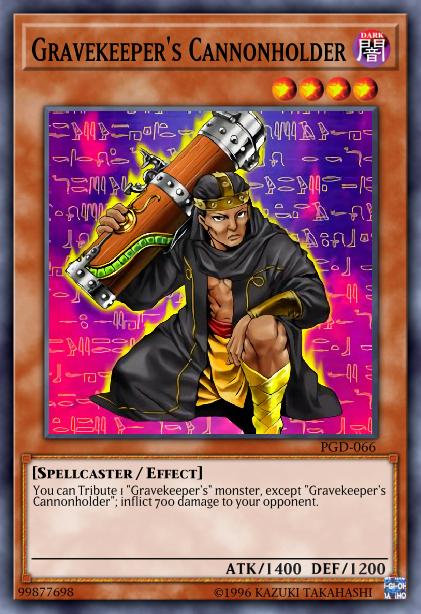 GRAVEKEEPER'S CANNONHOLDER
DARK
闇
PGD-066
[SPELLCASTER / EFFECT]
You can Tribute 1 "Gravekeeper's" monster, except "Gravekeeper's
Cannonholder"; inflict 700 damage to your opponent.
ATK/1400 DEF/1200
99877698
©1996 KAZUKI TAKAHASHI